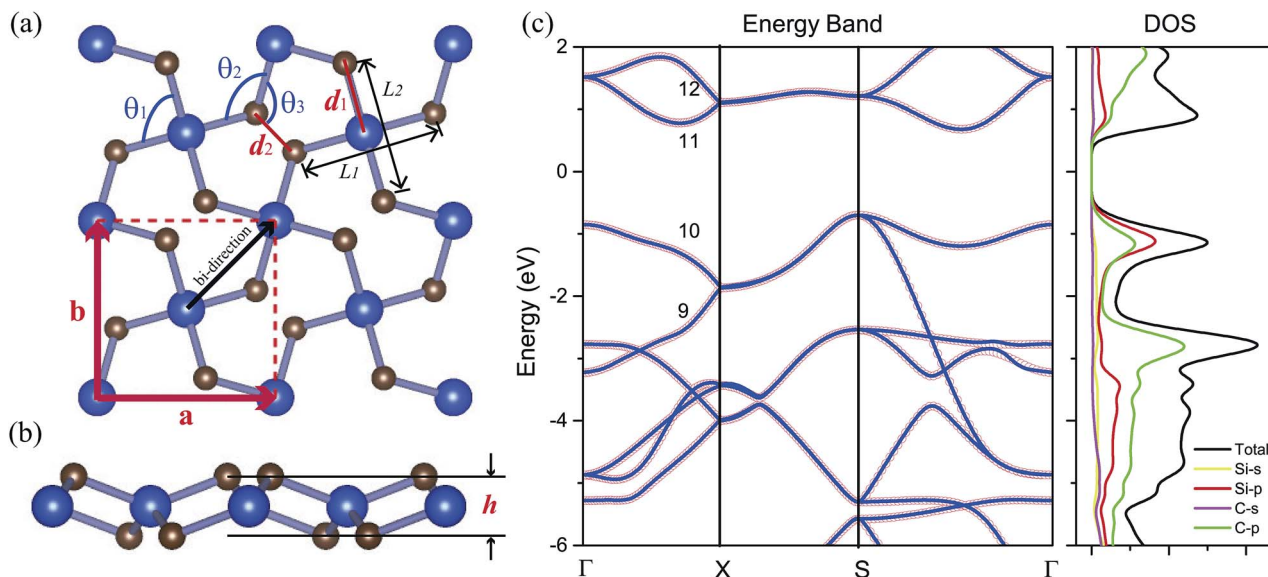 (a)
θ1
θ2
θ3
d1
L2
d2
L1
bi-direction
b
a
(b)
h
(c)
Energy Band
DOS
Energy (eV)
2
0
-2
-4
-6
12
11
10
9
Γ
X
S
Γ
Total
Si-s
Si-p
C-s
C-p